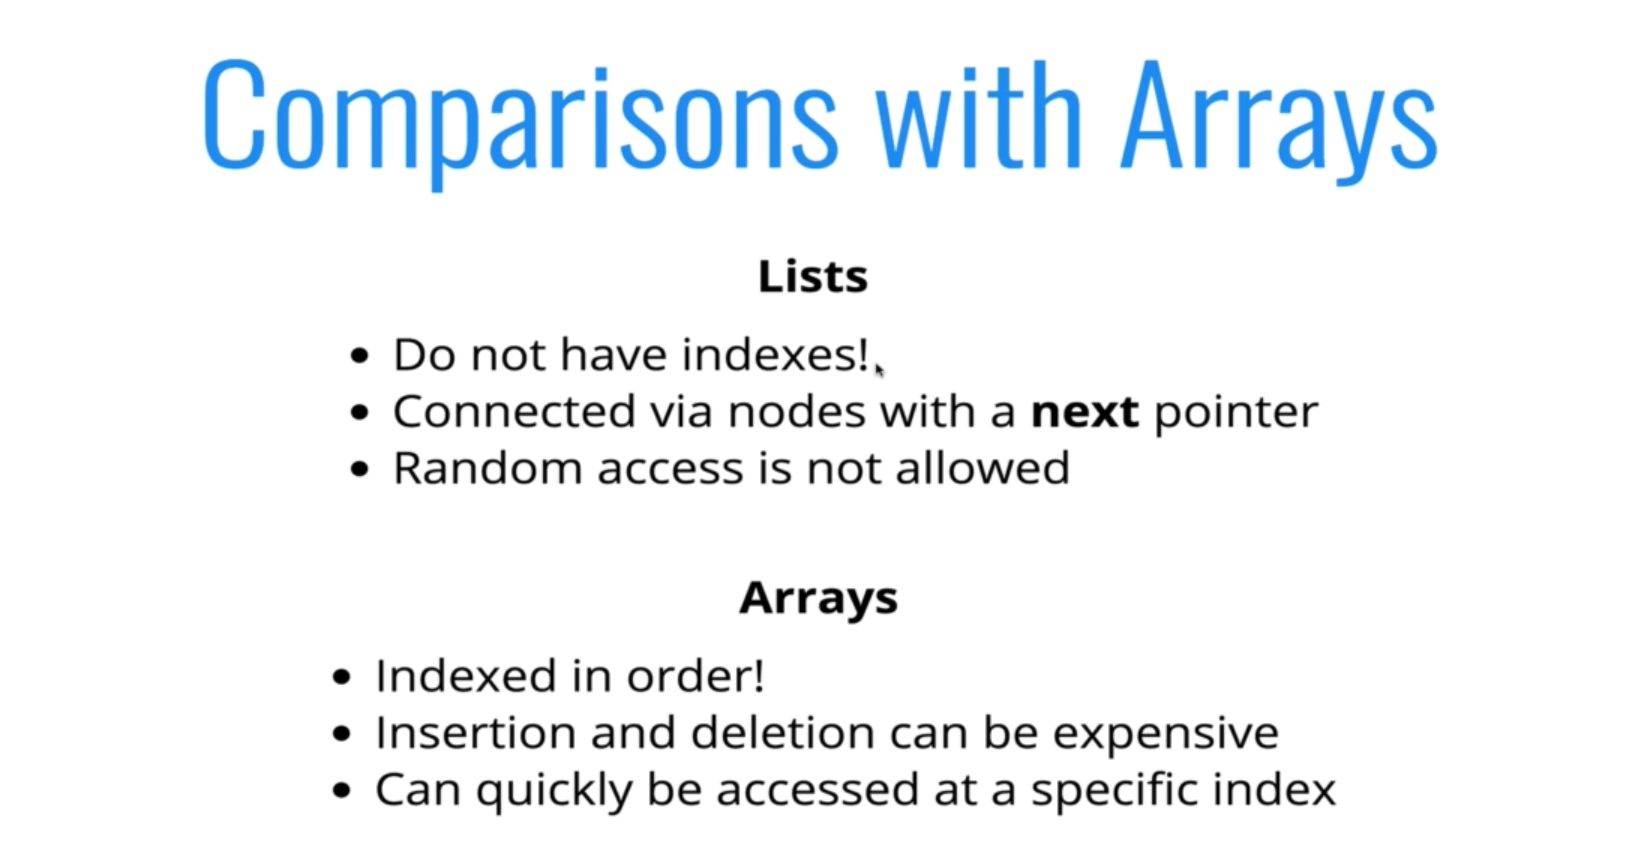 Comparisons with Arrays
Lists
• Do not have indexes!
• Connected via nodes with a next pointer
• Random access is not allowed
Arrays
• Indexed in order!
• Insertion and deletion can be expensive
• Can quickly be accessed at a specific index